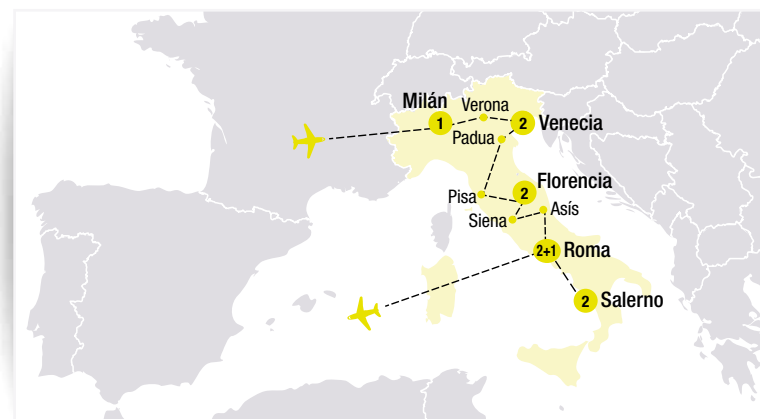 Milán
1
Verona
2
Venecia
Padua
Florencia
2
Pisa
Asís
Siena
2+1
Roma
2
Salerno